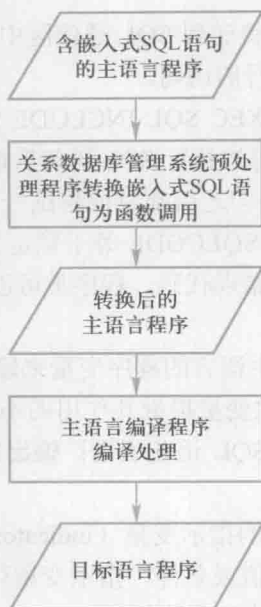 含嵌入式SQL语句
的主语言程序
关系数据库管理系统预处
理程序转换嵌入式SQL语
句为函数调用
转换后的
主语言程序
主语言编译程序
编译处理
目标语言程序